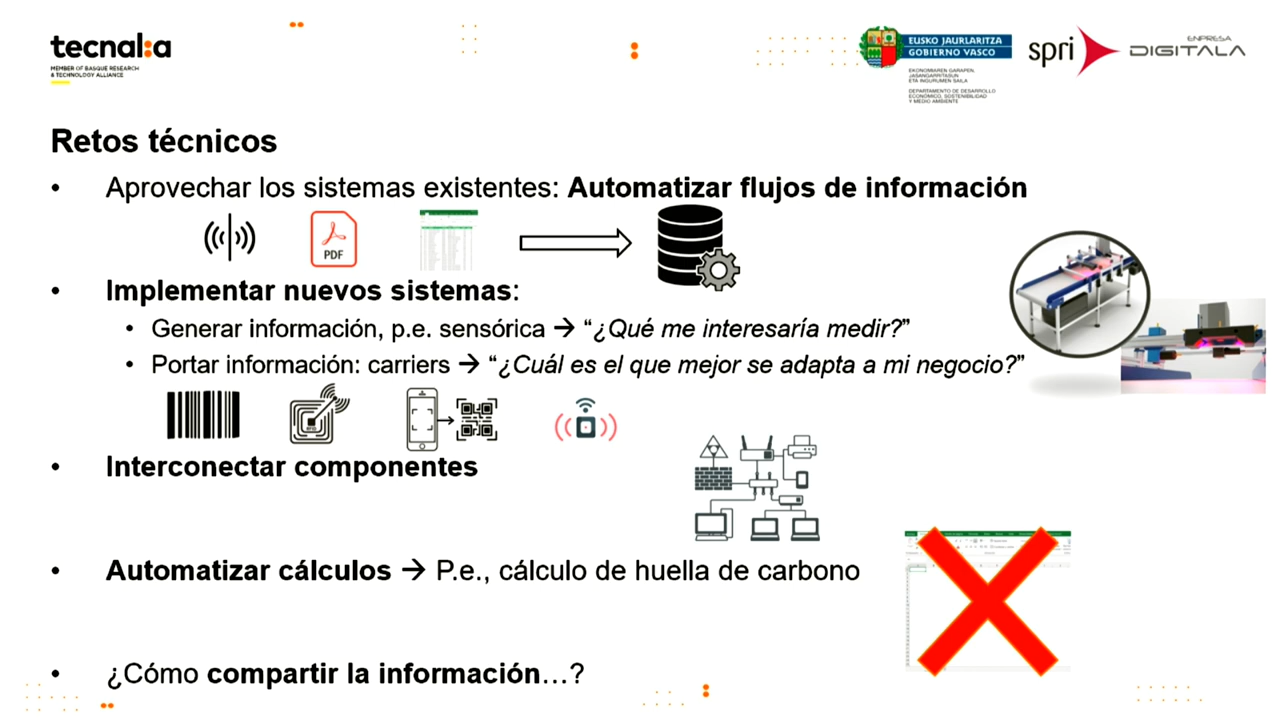 tecnal:a
MEMBER OF BASQUE RESEARCH
& TECHNOLOGY ALLIANCE
EUSKO JAURLARITZA
GOBIERNO VASCO
EKONOMIAREN GARAPEN,
JASANGARRITASUN
ETA INGURUMEN SAILA
DEPARTAMENTO DE DESARROLLO
ECONÓMICO, SOSTENIBILIDAD
Y MEDIO AMBIENTE
spri
ENPRESA
DIGITALA
Retos técnicos
• Aprovechar los sistemas existentes: Automatizar flujos de información
PDF
• Implementar nuevos sistemas:
• Generar información, p.e. sensórica → “¿Qué me interesaría medir?”
• Portar información: carriers → “¿Cuál es el que mejor se adapta a mi negocio?”
RFID
• Interconectar componentes
• Automatizar cálculos → P.e., cálculo de huella de carbono
• ¿Cómo compartir la información…?